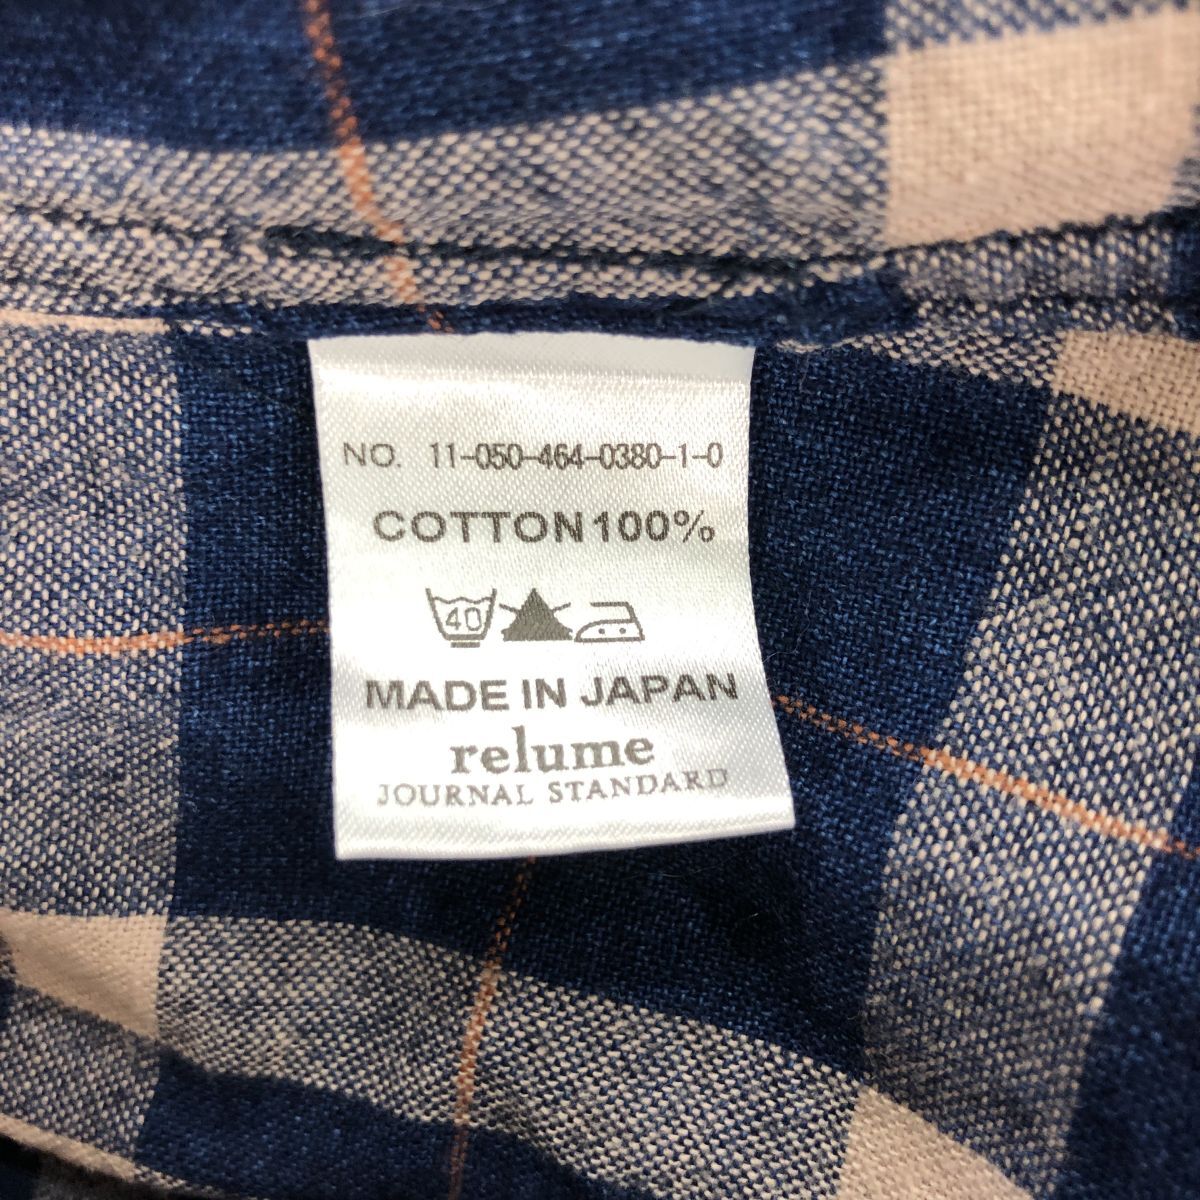 NO. 11-050-464-0380-1-0
COTTON100%
40
MADE IN JAPAN
relume
JOURNAL STANDARD